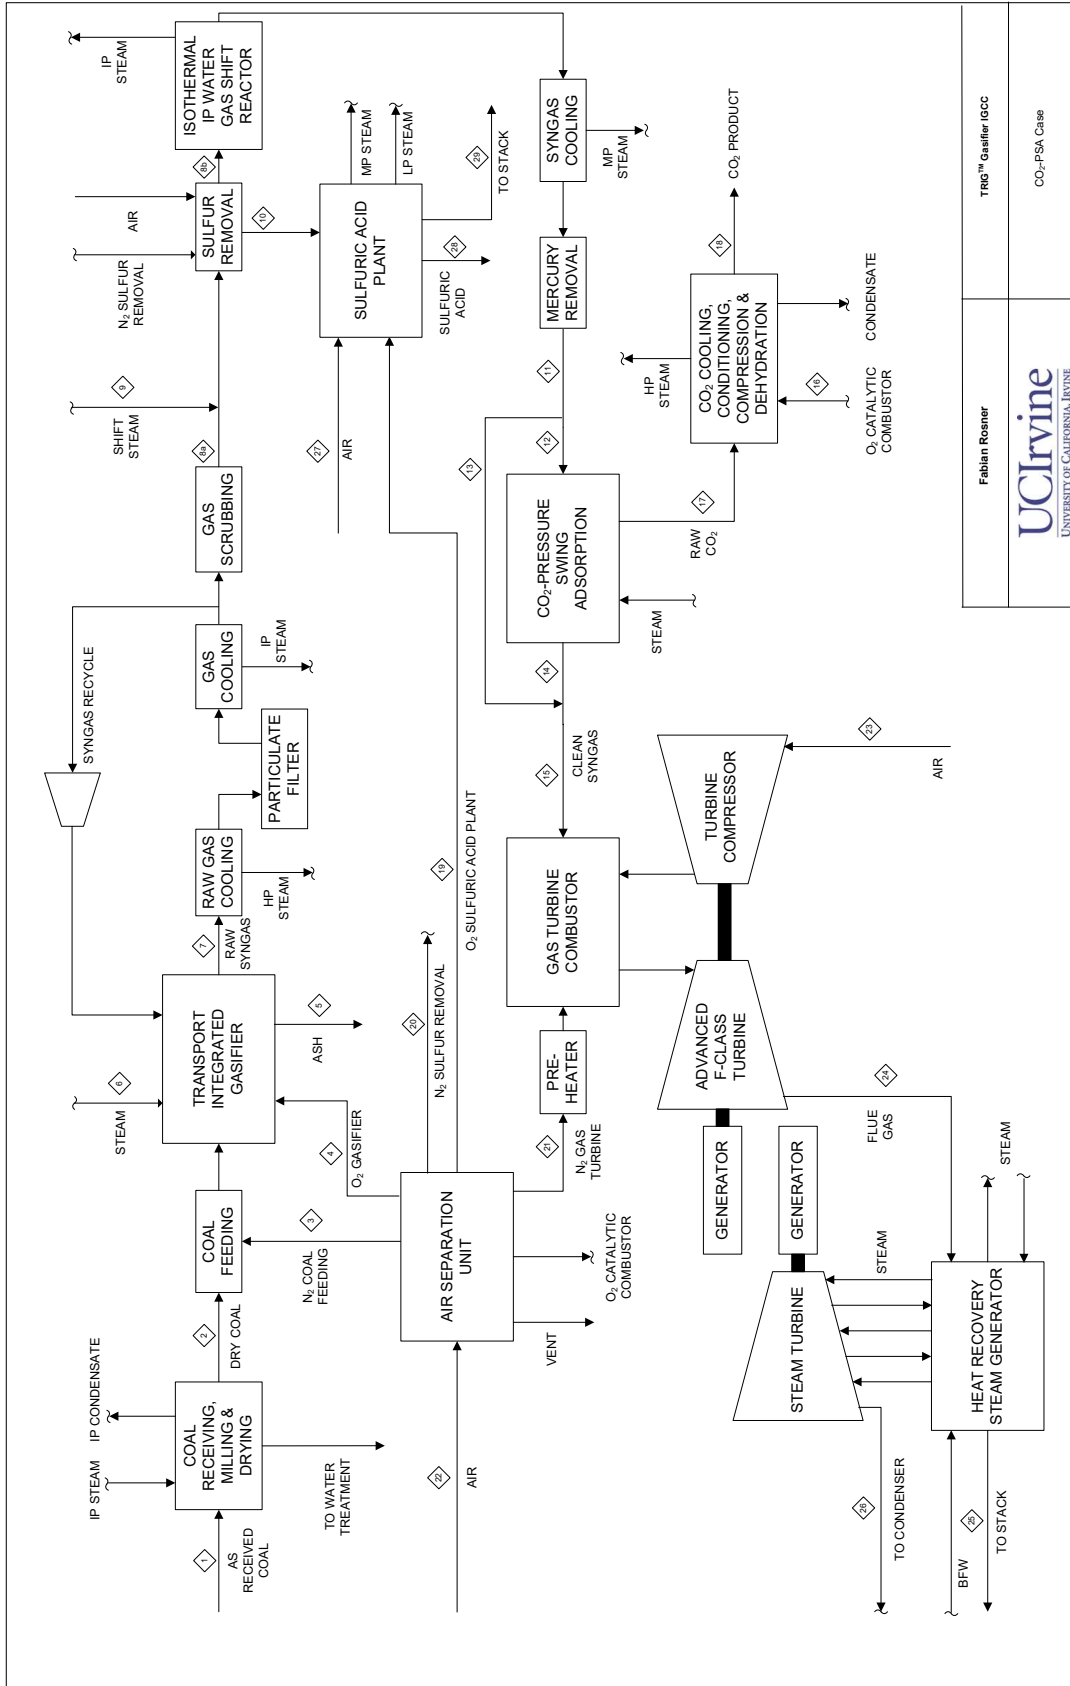 1
AS
RECEIVED
COAL
IP STEAM
IP CONDENSATE
COAL
RECEIVING,
MILLING &
DRYING
TO WATER
TREATMENT
2
DRY COAL
COAL
FEEDING
3
N2 COAL
FEEDING
4
O2 GASIFIER
STEAM
6
TRANSPORT
INTEGRATED
GASIFIER
5
ASH
7
RAW
SYNGAS
RAW GAS
COOLING
HP
STEAM
PARTICULATE
FILTER
GAS
COOLING
IP
STEAM
SYNGAS RECYCLE
GAS
SCRUBBING
8a
SHIFT
STEAM
9
N2 SULFUR
REMOVAL
AIR
SULFUR
REMOVAL
8b
10
ISOTHERMAL
IP WATER
GAS SHIFT
REACTOR
IP
STEAM
27
AIR
SULFURIC ACID
PLANT
MP STEAM
LP STEAM
28
SULFURIC
ACID
29
TO STACK
22
AIR
AIR SEPARATION
UNIT
VENT
O2 CATALYTIC
COMBUSTOR
20
N2 SULFUR REMOVAL
19
O2 SULFURIC ACID PLANT
21
N2 GAS
TURBINE
PRE-
HEATER
GAS TURBINE
COMBUSTOR
15
CLEAN
SYNGAS
14
13
CO2-PRESSURE
SWING
ADSORPTION
STEAM
12
11
MERCURY
REMOVAL
SYNGAS
COOLING
MP
STEAM
RAW
CO2
17
CO2 COOLING,
CONDITIONING,
COMPRESSION &
DEHYDRATION
HP
STEAM
16
O2 CATALYTIC
COMBUSTOR
CONDENSATE
18
CO2 PRODUCT
GENERATOR
ADVANCED
F-CLASS
TURBINE
TURBINE
COMPRESSOR
23
AIR
24
FLUE
GAS
GENERATOR
STEAM TURBINE
STEAM
26
TO CONDENSER
BFW
25
TO STACK
HEAT RECOVERY
STEAM GENERATOR
STEAM
Fabian Rosner
TRIG™ Gasifier IGCC
UCIrvine
UNIVERSITY OF CALIFORNIA, IRVINE
CO2-PSA Case